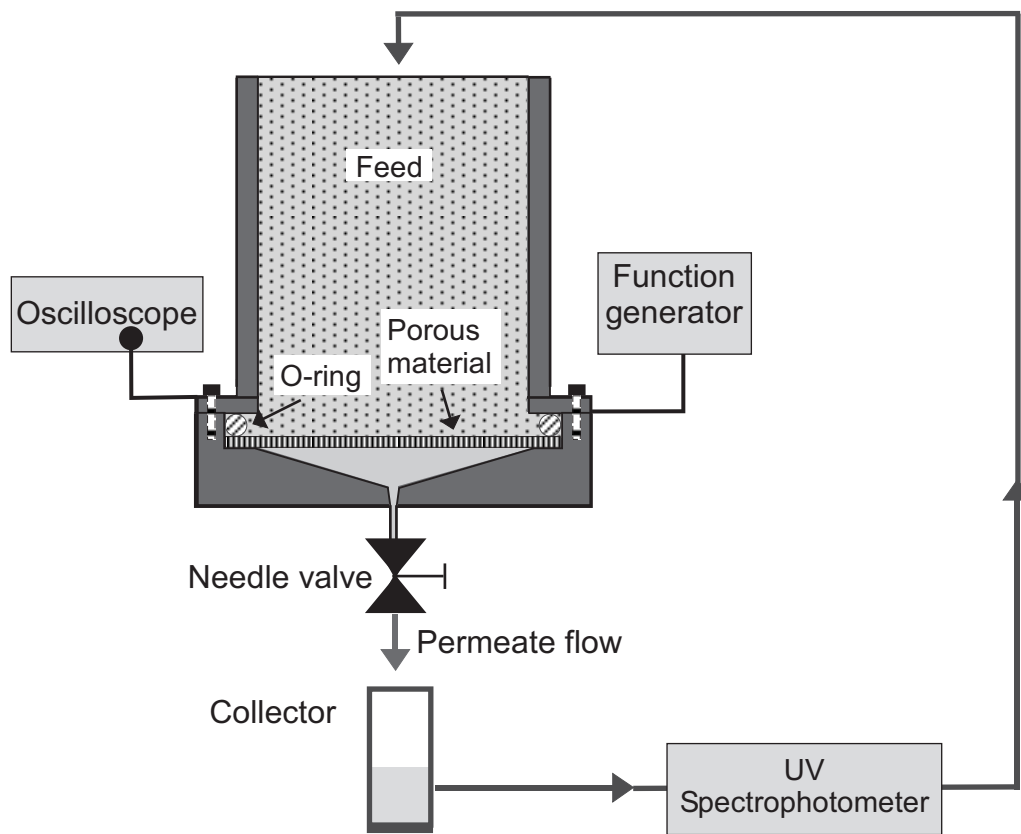 Feed
Oscilloscope
Function
generator
Porous
material
O-ring
Needle valve
Permeate flow
Collector
UV
Spectrophotometer